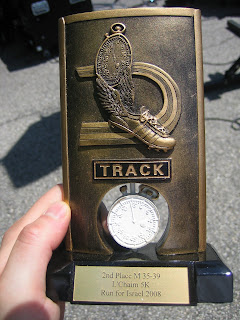 TRACK
2nd Place M 35-39
L'Chaim 5K
Run for Israel 2008